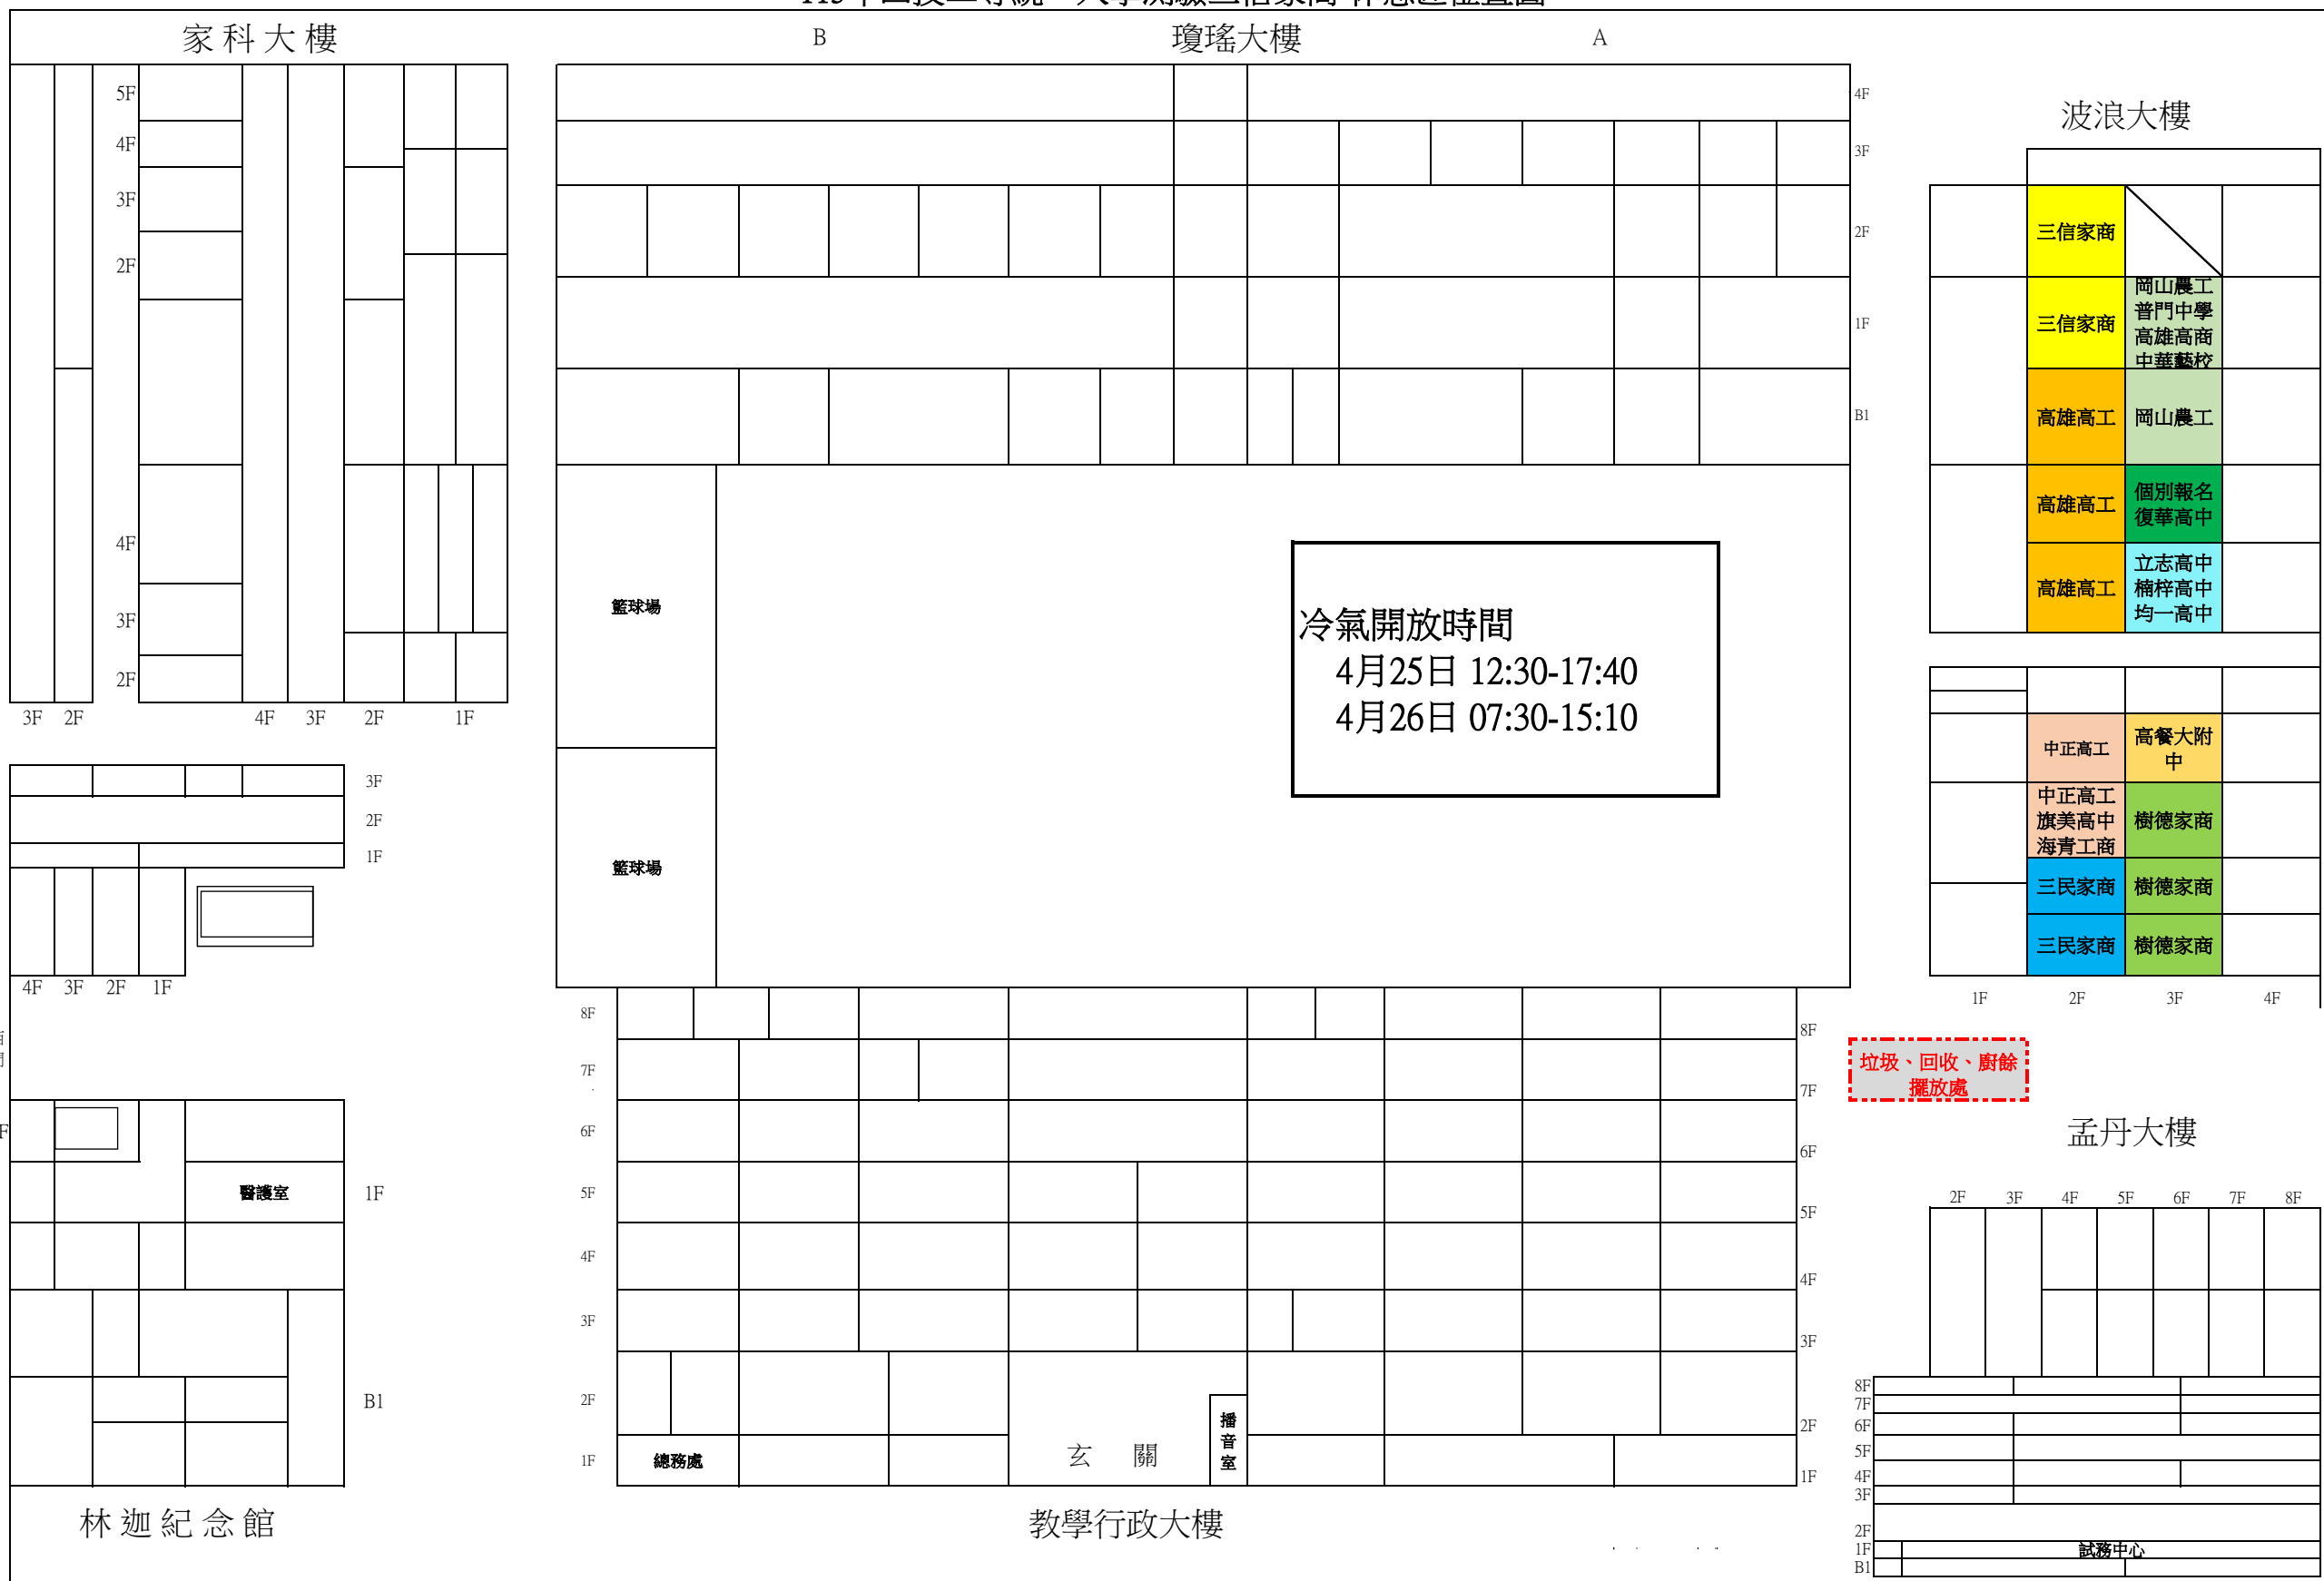 家科大樓
B
瓊瑤大樓
A
5F
4F
3F
2F
4F
3F
2F
3F
2F
4F
3F
2F
1F
4F
3F
2F
1F
B1
波浪大樓
三信家商
三信家商
岡山農工
普門中學
高雄高商
中華藝校
高雄高工
岡山農工
高雄高工
個別報名
復華高中
高雄高工
立志高中
楠梓高中
均一高中
中正高工
高餐大附
中
中正高工
旗美高中
海青工商
樹德家商
三民家商
樹德家商
三民家商
樹德家商
1F
2F
3F
4F
籃球場
籃球場
冷氣開放時間
4月25日 12:30-17:40
4月26日 07:30-15:10
3F
2F
1F
4F
3F
2F
1F
醫護室
1F
B1
林迦紀念館
8F
7F
6F
5F
4F
3F
2F
1F
總務處
玄關
播
音
室
8F
7F
6F
5F
4F
3F
2F
1F
教學行政大樓
垃圾、回收、廚餘
擺放處
孟丹大樓
2F
3F
4F
5F
6F
7F
8F
8F
7F
6F
5F
4F
3F
2F
1F
試務中心
B1